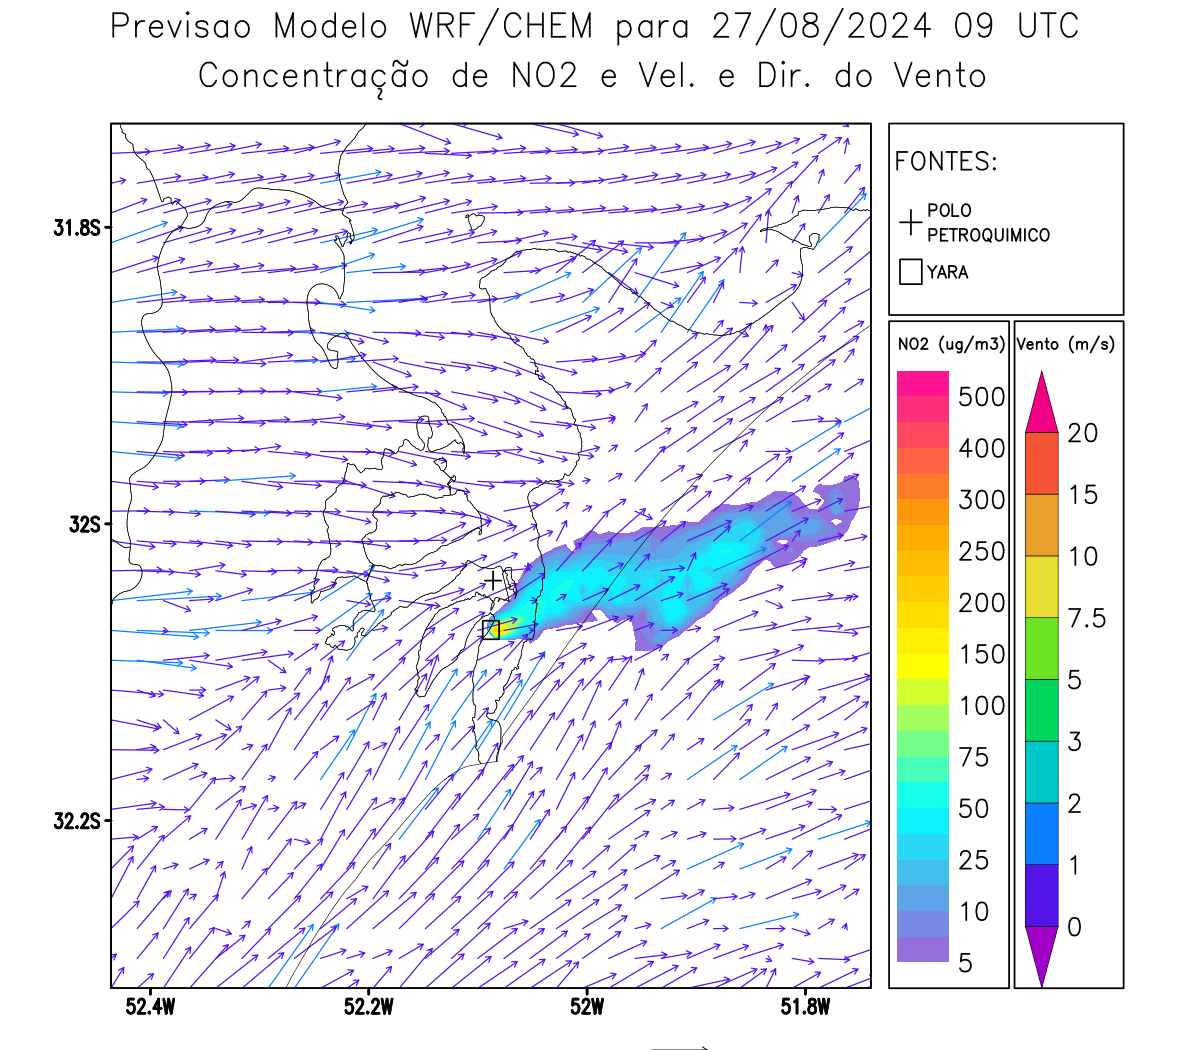 Previsao Modelo WRF/CHEM para 27/08/2024 09 UTC
Concentração de NO2 e Vel. e Dir. do Vento
31.8S
32S
32.2S
52.4W
52.2W
52W
51.8W
FONTES:
POLO
PETROQUIMICO
YARA
NO2 (ug/m3)
500
400
300
250
200
150
100
75
50
25
10
5
Vento (m/s)
20
15
10
7.5
5
3
2
1
0